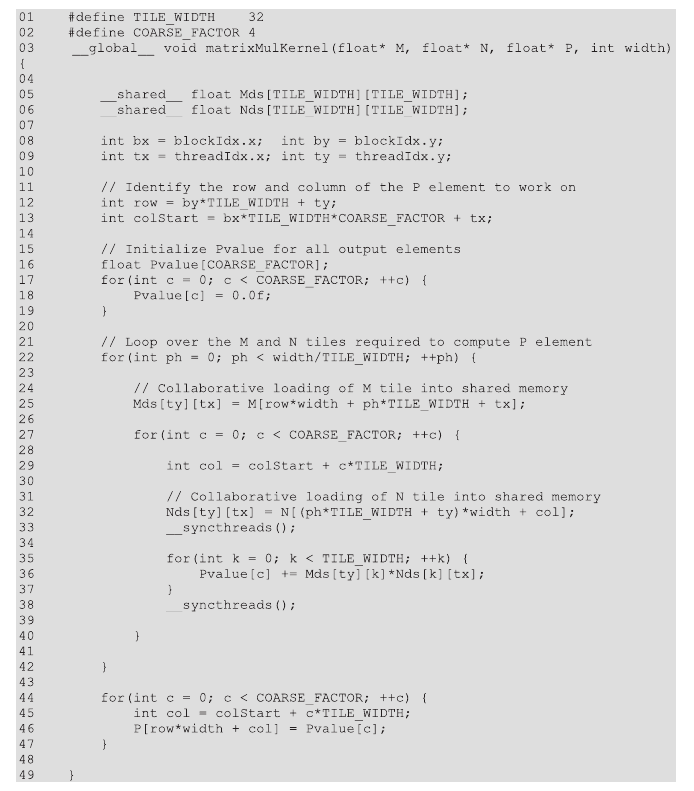 01 #define TILE_WIDTH 32
02 #define COARSE_FACTOR 4
03 __global__ void matrixMulKernel(float* M, float* N, float* P, int width)
{
04
05 __shared__ float Mds[TILE_WIDTH][TILE_WIDTH];
06 __shared__ float Nds[TILE_WIDTH][TILE_WIDTH];
07
08 int bx = blockIdx.x; int by = blockIdx.y;
09 int tx = threadIdx.x; int ty = threadIdx.y;
10
11 // Identify the row and column of the P element to work on
12 int row = by*TILE_WIDTH + ty;
13 int colStart = bx*TILE_WIDTH*COARSE_FACTOR + tx;
14
15 // Initialize Pvalue for all output elements
16 float Pvalue[COARSE_FACTOR];
17 for(int c = 0; c < COARSE_FACTOR; ++c) {
18 Pvalue[c] = 0.0f;
19 }
20
21 // Loop over the M and N tiles required to compute P element
22 for(int ph = 0; ph < width/TILE_WIDTH; ++ph) {
23
24 // Collaborative loading of M tile into shared memory
25 Mds[ty][tx] = M[row*width + ph*TILE_WIDTH + tx];
26
27 for(int c = 0; c < COARSE_FACTOR; ++c) {
28
29 int col = colStart + c*TILE_WIDTH;
30
31 // Collaborative loading of N tile into shared memory
32 Nds[ty][tx] = N[(ph*TILE_WIDTH + ty)*width + col];
33 __syncthreads();
34
35 for(int k = 0; k < TILE_WIDTH; ++k) {
36 Pvalue[c] += Mds[ty][k]*Nds[k][tx];
37 }
38 __syncthreads();
39
40 }
41
42 }
43
44 for(int c = 0; c < COARSE_FACTOR; ++c) {
45 int col = colStart + c*TILE_WIDTH;
46 P[row*width + col] = Pvalue[c];
47 }
48
49 }